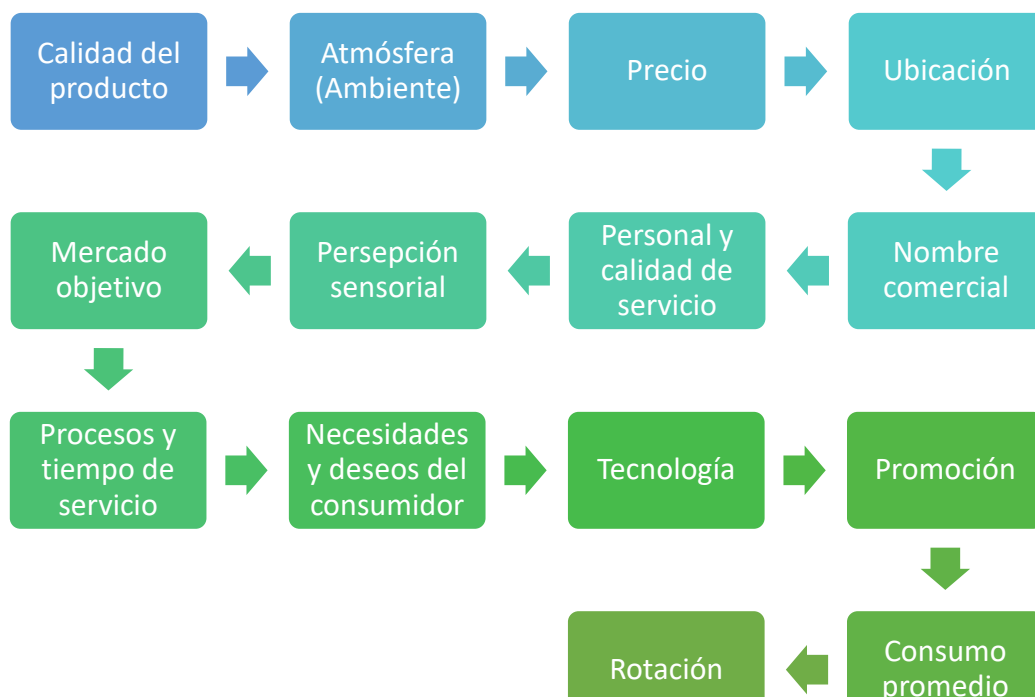 Calidad del
producto
Atmósfera
(Ambiente)
Precio
Ubicación
Nombre
comercial
Personal y
calidad de
servicio
Persepción
sensorial
Mercado
objetivo
Procesos y
tiempo de
servicio
Necesidades
y deseos del
consumidor
Tecnología
Promoción
Consumo
promedio
Rotación